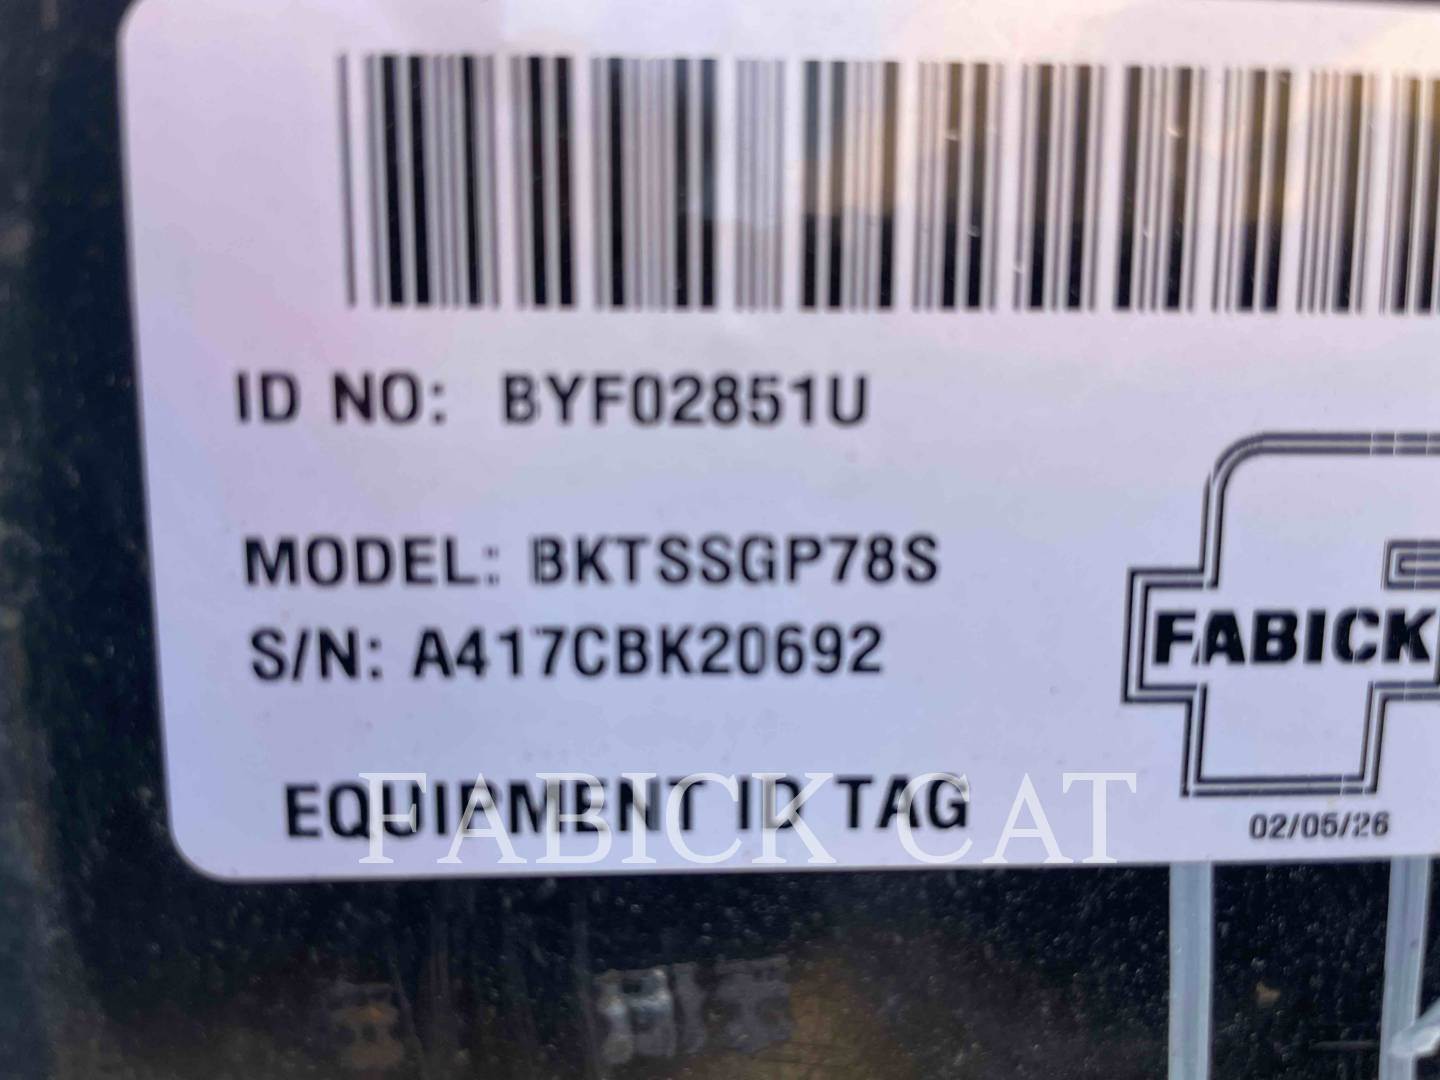 ID NO: BYF02851U
MODEL: BKTSSGP78S
S/N: A417CBK20692
FABICK
EQUIPMENT ID TAG
02/05/26
FABICK CAT